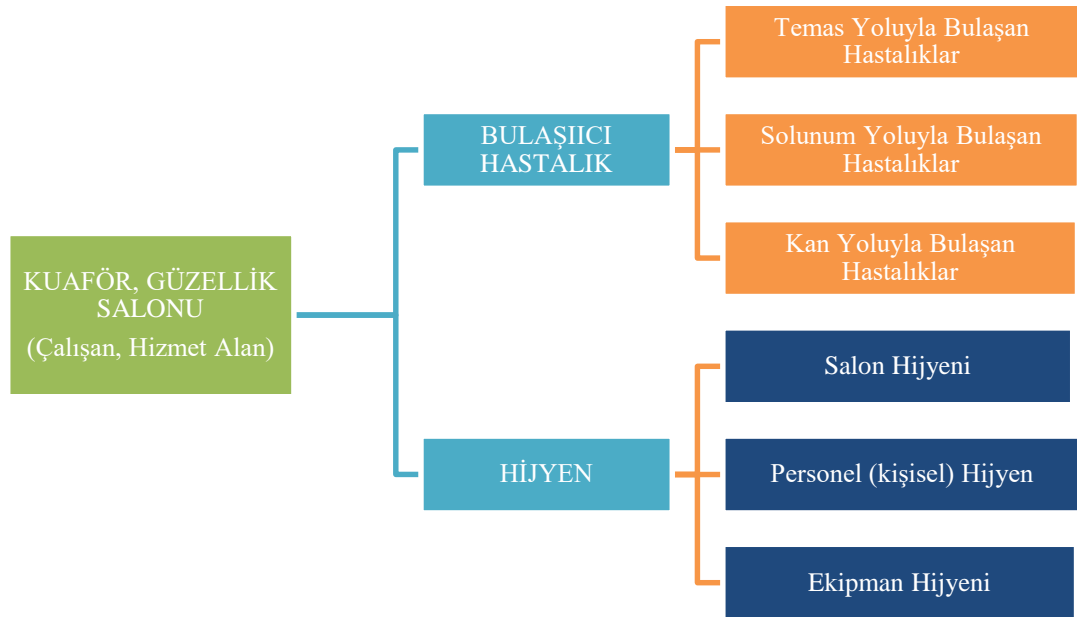 KUAFÖR, GÜZELLİK
SALONU
(Çalışan, Hizmet Alan)
BULAŞIICI
HASTALIK
Temas Yoluyla Bulaşan
Hastalıklar
Solunum Yoluyla Bulaşan
Hastalıklar
Kan Yoluyla Bulaşan
Hastalıklar
HİJYEN
Salon Hijyeni
Personel (kişisel) Hijyen
Ekipman Hijyeni